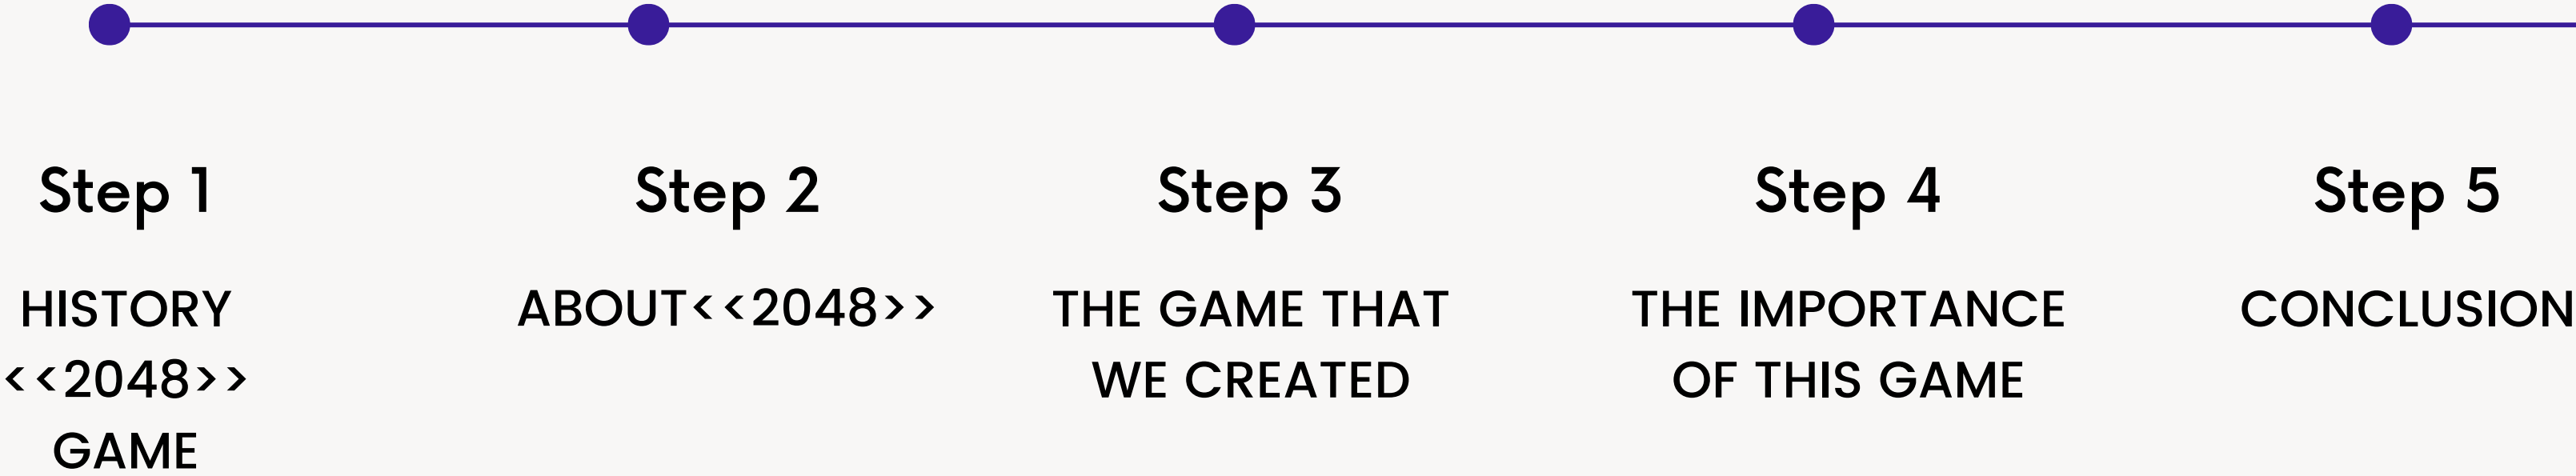 Step 1
HISTORY
<<2048>>
GAME
Step 2
ABOUT<<2048>>
Step 3
THE GAME THAT
WE CREATED
Step 4
THE IMPORTANCE
OF THIS GAME
Step 5
CONCLUSION